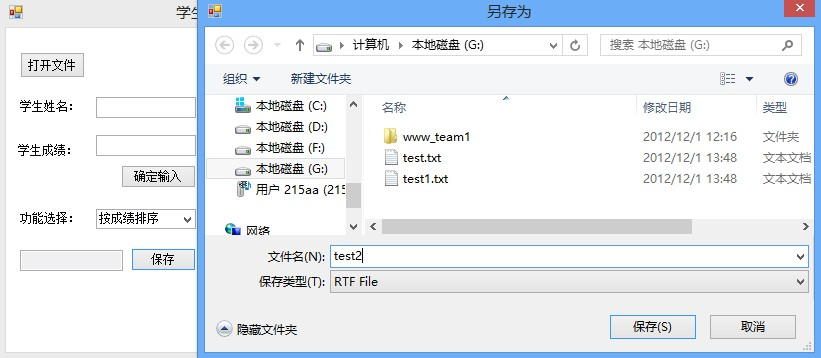 学生
打开文件
学生姓名：
学生成绩：
确定输入
功能选择： 按成绩排序
保存
另存为
计算机 本地磁盘 (G:)
搜索 本地磁盘 (G:)
组织 新建文件夹
本地磁盘 (C:)
本地磁盘 (D:)
本地磁盘 (F:)
本地磁盘 (G:)
用户 215aa (215
网络
名称 修改日期 类型
www_team1 2012/12/1 12:16 文件夹
test.txt 2012/12/1 13:48 文本文档
test1.txt 2012/12/1 13:48 文本文档
文件名(N): test2
保存类型(T): RTF File
隐藏文件夹
保存(S) 取消